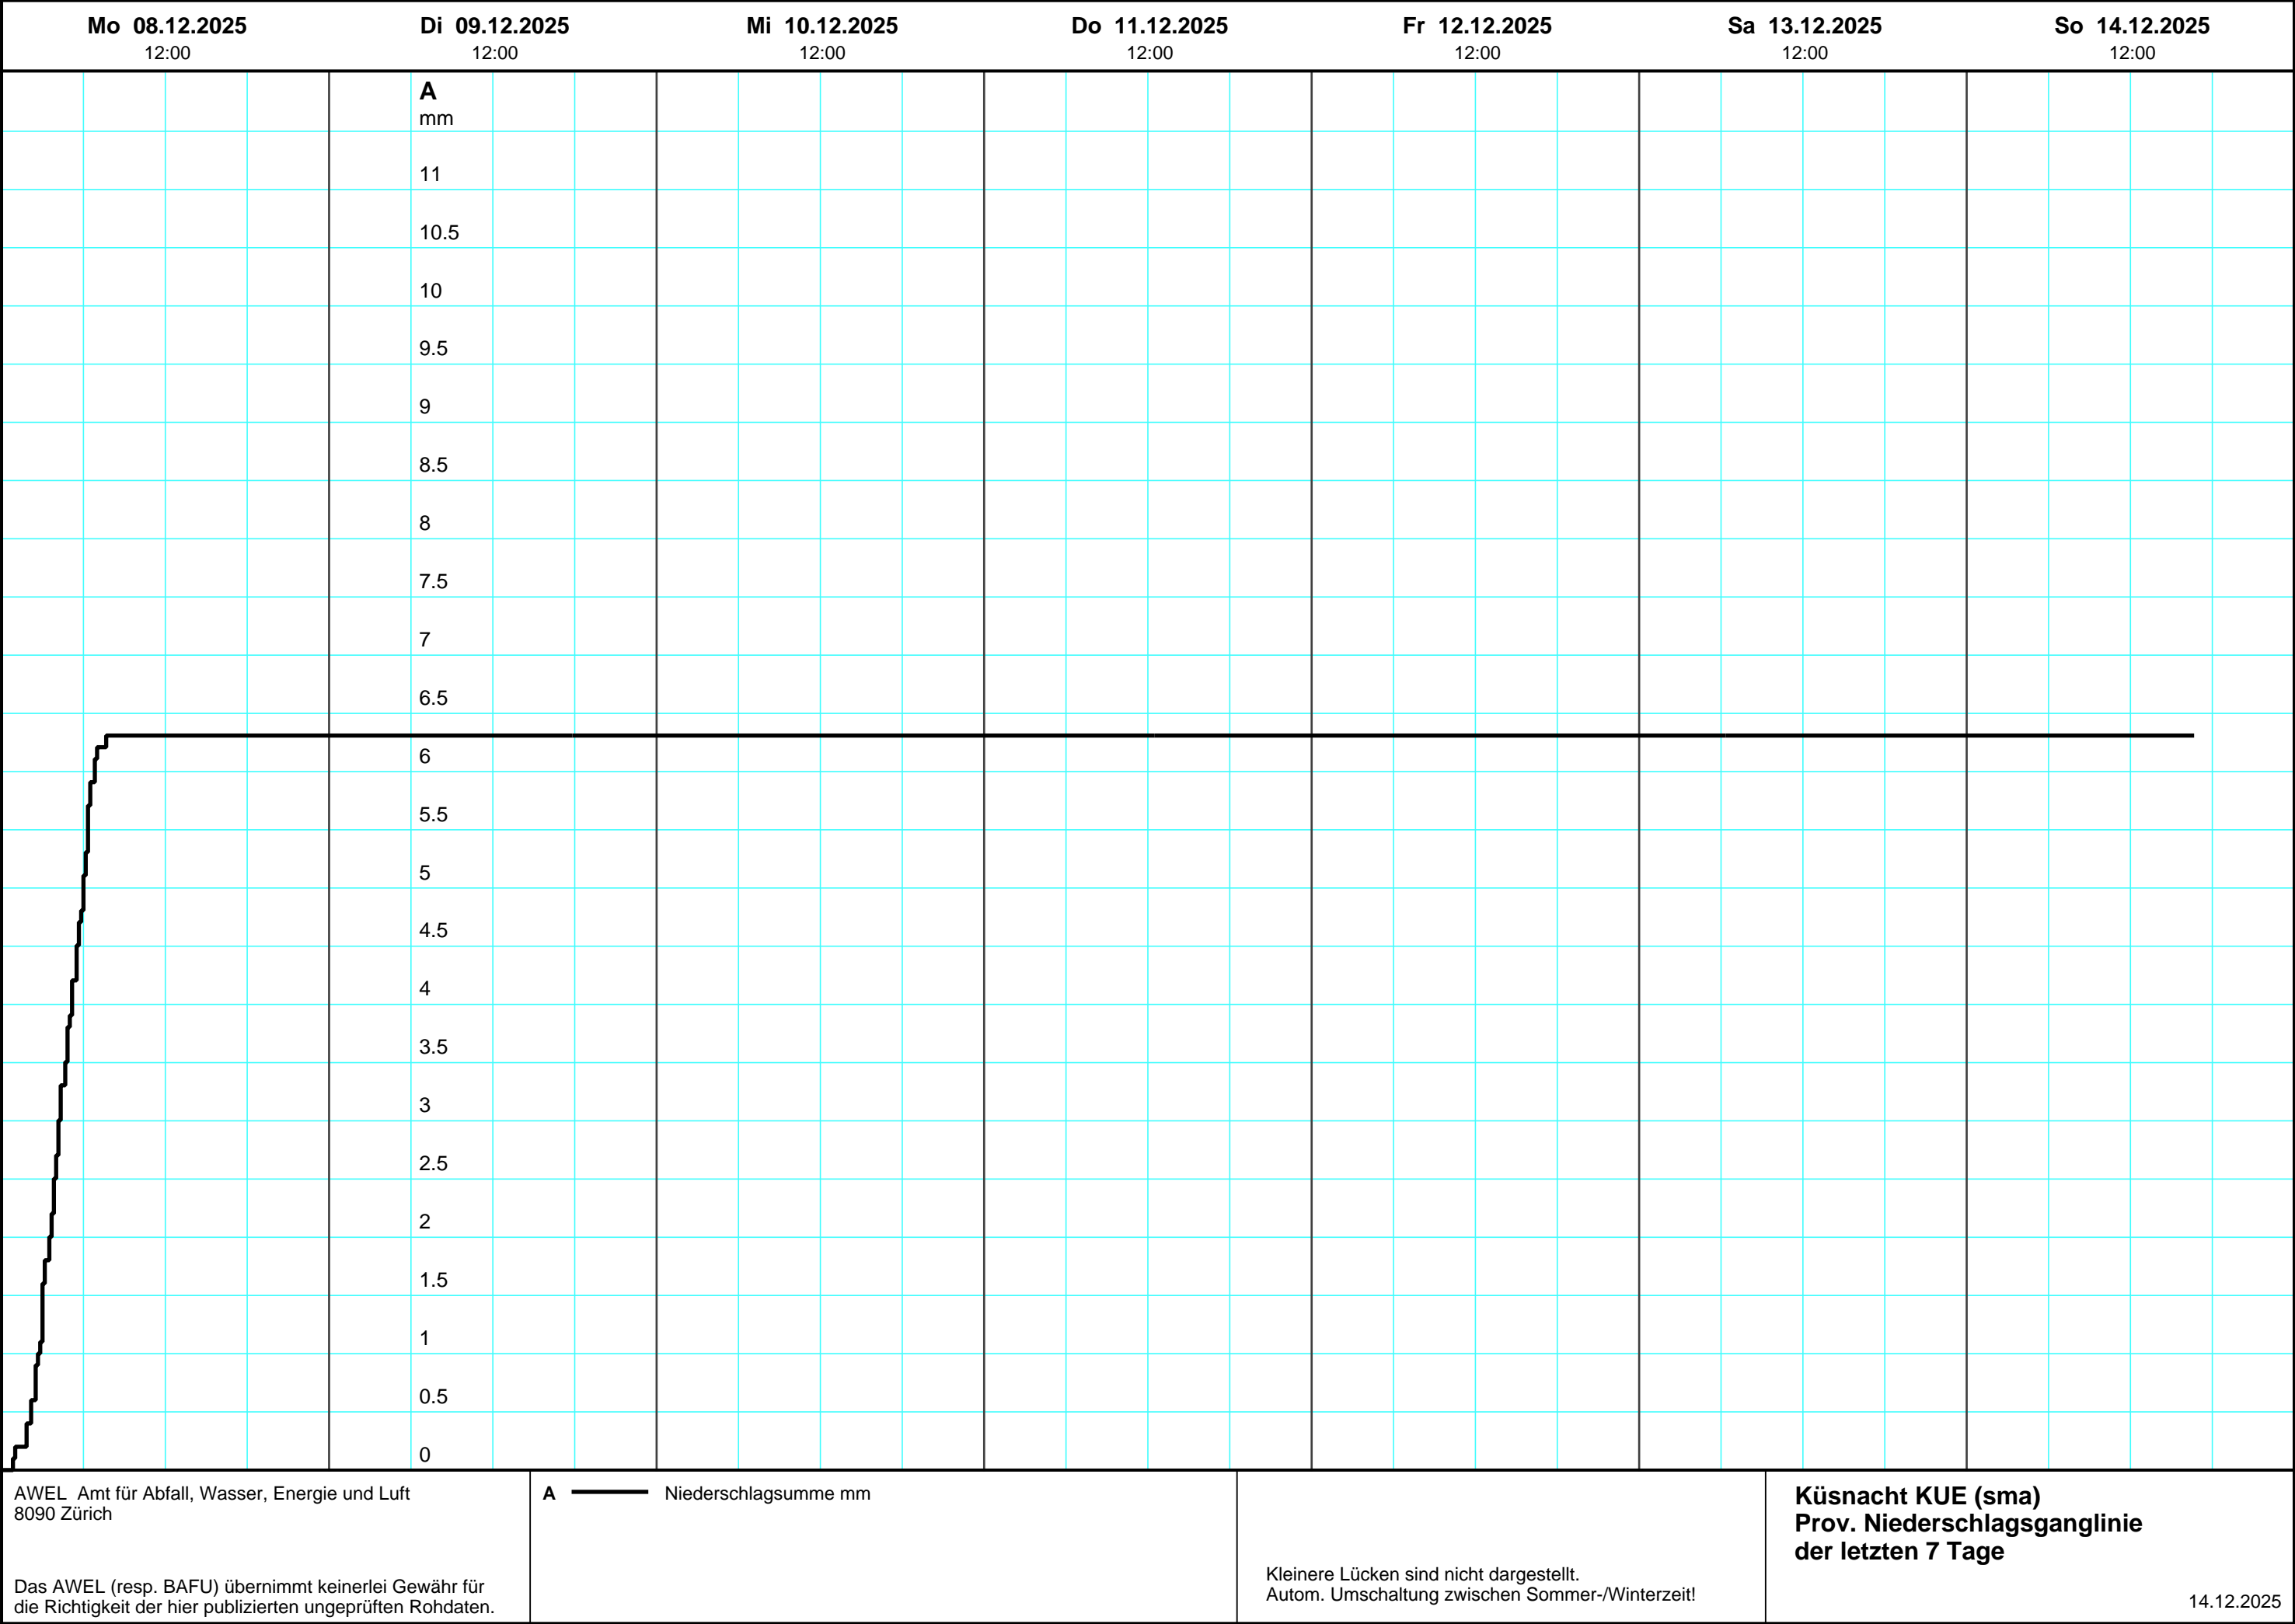 Mo 08.12.2025
12:00
Di 09.12.2025
12:00
Mi 10.12.2025
12:00
Do 11.12.2025
12:00
Fr 12.12.2025
12:00
Sa 13.12.2025
12:00
So 14.12.2025
12:00
A
mm
11
10.5
10
9.5
9
8.5
8
7.5
7
6.5
6
5.5
5
4.5
4
3.5
3
2.5
2
1.5
1
0.5
0
AWEL Amt für Abfall, Wasser, Energie und Luft
8090 Zürich
Das AWEL (resp. BAFU) übernimmt keinerlei Gewähr für
die Richtigkeit der hier publizierten ungeprüften Rohdaten.
A Niederschlagsumme mm
Kleinere Lücken sind nicht dargestellt.
Autom. Umschaltung zwischen Sommer-/Winterzeit!
Küsnacht KUE (sma)
Prov. Niederschlagsganglinie
der letzten 7 Tage
14.12.2025